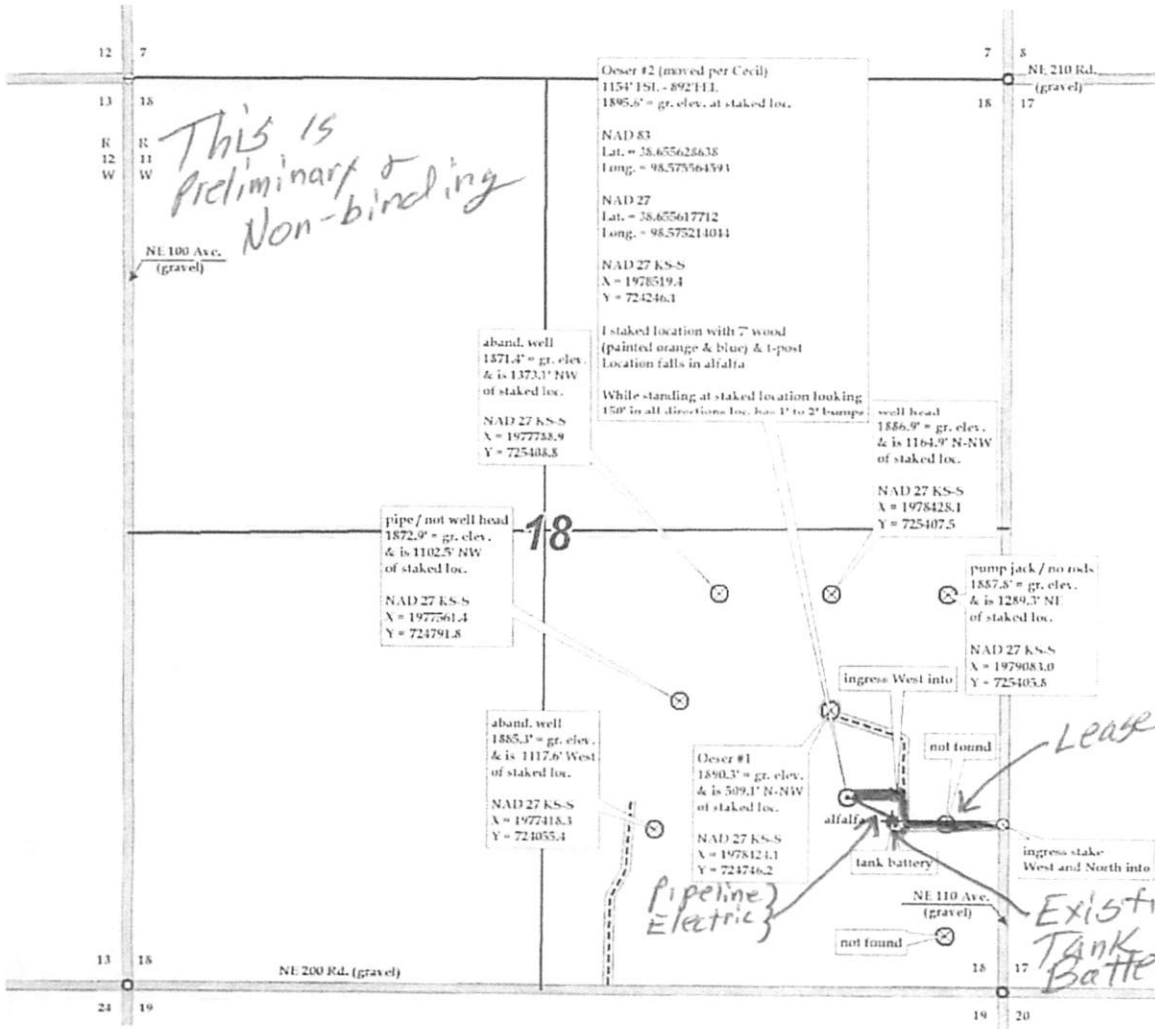 12 7
7 8
NE 210 Rd.
(gravel)
13 18
18 17
R R
12 11
W W
This is
Preliminary &
Non-binding
NE 100 Ave.
(gravel)
Oeser #2 (moved per Cecil)
1154' FSL - 892' FEL
1895.6' = gr. elev. at staked loc.
NAD 83
Lat. = 38.655628638
Long. = 98.575564593
NAD 27
Lat. = 38.655617712
Long. = 98.575214044
NAD 27 KS-S
X = 1978519.4
Y = 724246.1
I staked location with 7' wood
(painted orange & blue) & t-post
Location falls in alfalfa
While standing at staked location looking
150' in all directions loc. has 1' to 2' bumps
aband. well
1871.4' = gr. elev.
& is 1373.1' NW
of staked loc.
NAD 27 KS-S
X = 1977788.9
Y = 725408.8
well head
1886.9' = gr. elev.
& is 1164.9' N-NW
of staked loc.
NAD 27 KS-S
X = 1978428.1
Y = 725407.5
pipe / not well head
1872.9' = gr. elev.
& is 1102.5' NW
of staked loc.
NAD 27 KS-S
X = 1977561.4
Y = 724791.8
18
pump jack / no rods
1887.8' = gr. elev.
& is 1289.3' NE
of staked loc.
NAD 27 KS-S
X = 1979083.0
Y = 725405.8
ingress West into
aband. well
1885.3' = gr. elev.
& is 1117.6' West
of staked loc.
NAD 27 KS-S
X = 1977418.3
Y = 724055.4
Oeser #1
1890.3' = gr. elev.
& is 509.1' N-NW
of staked loc.
NAD 27 KS-S
X = 1978424.1
Y = 724746.2
not found
Lease
alfalfa
tank battery
ingress stake
West and North into
Pipeline }
Electric }
NE 110 Ave.
(gravel)
Existi
Tank
Batte
not found
13 18
NE 200 Rd. (gravel)
18 17
24 19
19 20